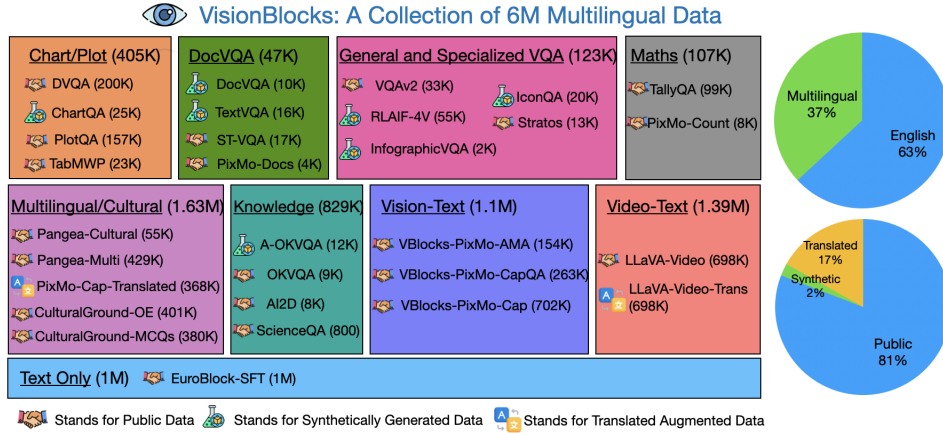 VisionBlocks: A Collection of 6M Multilingual Data
Chart/Plot (405K)
DVQA (200K)
ChartQA (25K)
PlotQA (157K)
TabMWP (23K)
DocVQA (47K)
DocVQA (10K)
TextVQA (16K)
ST-VQA (17K)
PixMo-Docs (4K)
General and Specialized VQA (123K)
VQAv2 (33K)
RLAIF-4V (55K)
InfographicVQA (2K)
IconQA (20K)
Stratos (13K)
Maths (107K)
TallyQA (99K)
PixMo-Count (8K)
Multilingual
37%
English
63%
Multilingual/Cultural (1.63M)
Pangea-Cultural (55K)
Pangea-Multi (429K)
PixMo-Cap-Translated (368K)
CulturalGround-OE (401K)
CulturalGround-MCQs (380K)
Knowledge (829K)
A-OKVQA (12K)
OKVQA (9K)
AI2D (8K)
ScienceQA (800)
Vision-Text (1.1M)
VBlocks-PixMo-AMA (154K)
VBlocks-PixMo-CapQA (263K)
VBlocks-PixMo-Cap (702K)
Video-Text (1.39M)
LLaVA-Video (698K)
LLaVA-Video-Trans
(698K)
Translated
17%
Synthetic
2%
Public
81%
Text Only (1M)
EuroBlock-SFT (1M)
Stands for Public Data
Stands for Synthetically Generated Data
Stands for Translated Augmented Data